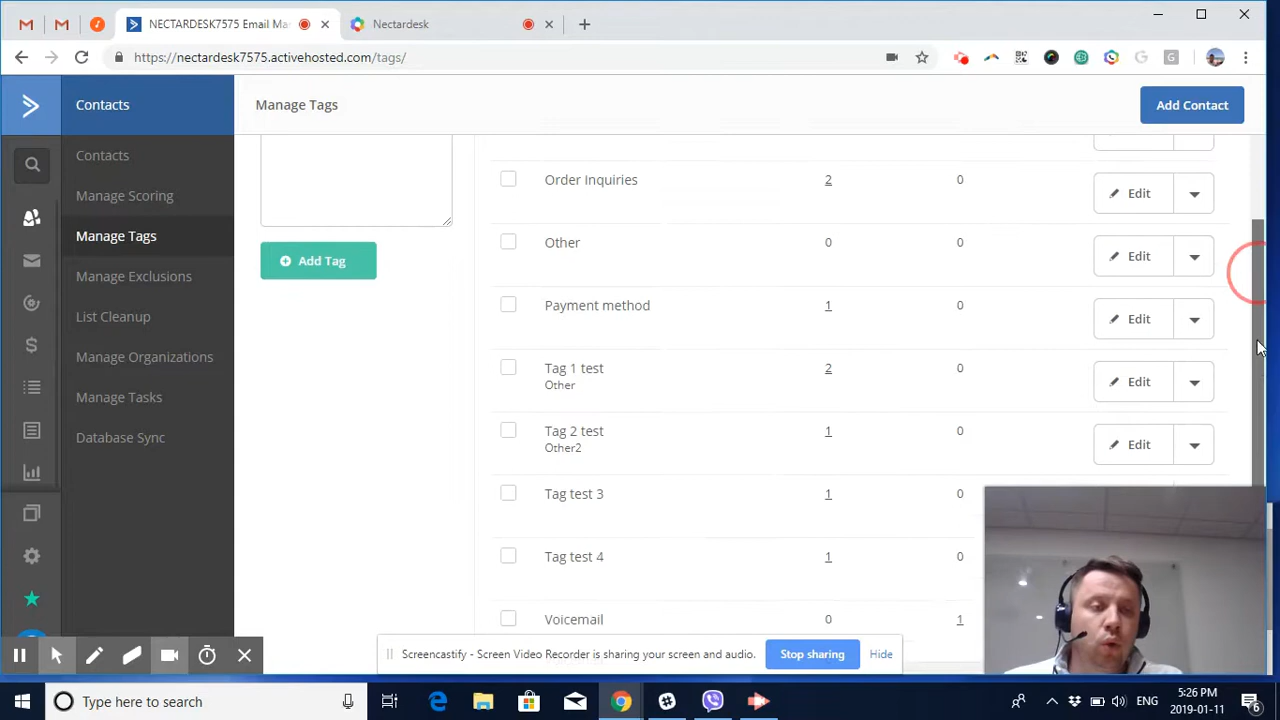 NECTARDESK7575 Email Ma
Nectardesk
https://nectardesk7575.activehosted.com/tags/
Contacts
Manage Tags
Add Contact
Contacts
Manage Scoring
Manage Tags
Manage Exclusions
List Cleanup
Manage Organizations
Manage Tasks
Database Sync
Add Tag
Order Inquiries 2 0 Edit
Other 0 0 Edit
Payment method 1 0 Edit
Tag 1 test 2 0 Edit
Other
Tag 2 test 1 0 Edit
Other2
Tag test 3 1 0
Tag test 4 1 0
Voicemail 0 1
Screencastify - Screen Video Recorder is sharing your screen and audio. Stop sharing Hide
Type here to search
ENG
5:26 PM
2019-01-11
6